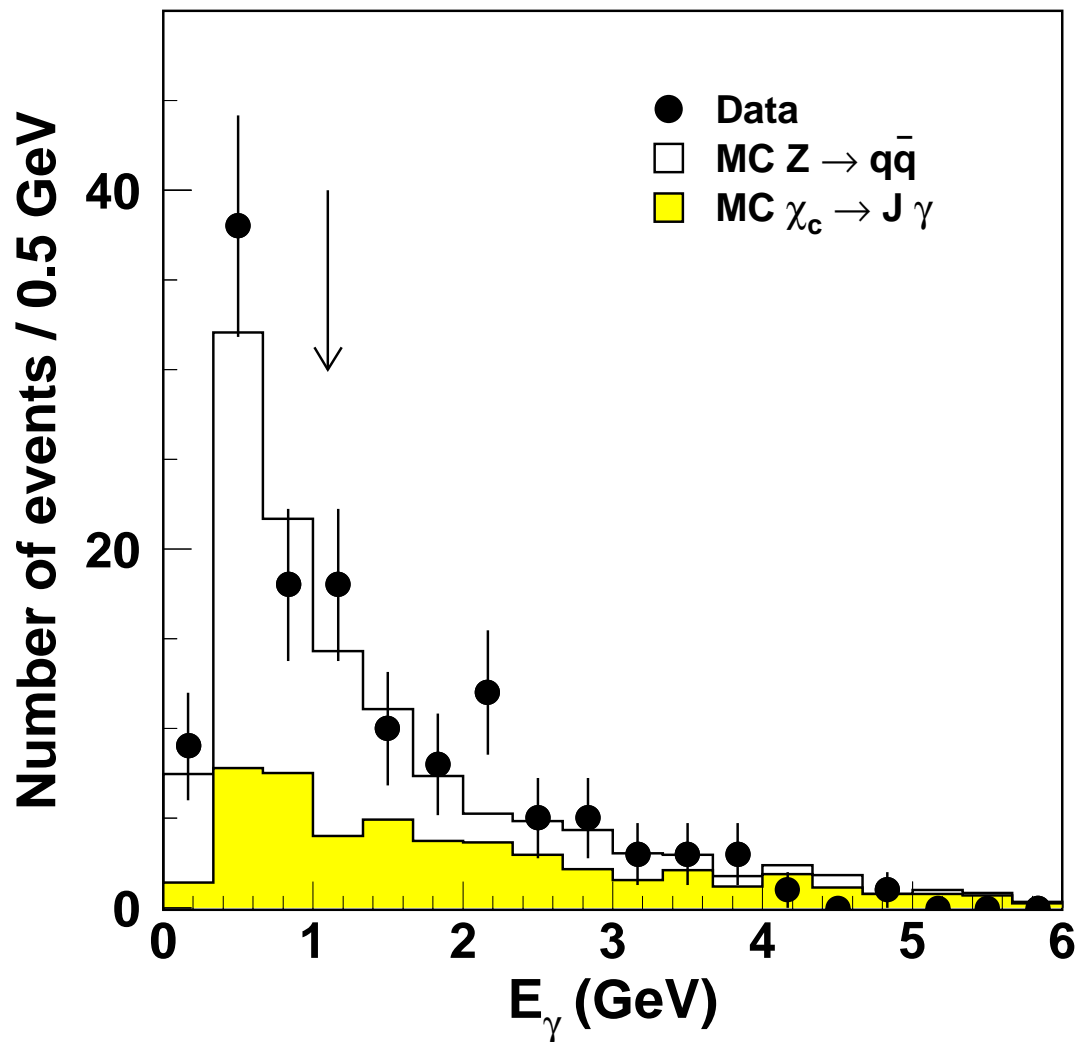 Number of events / 0.5 GeV
40
20
0
Data
MC Z → qq̄
MC χc → J γ
0 1 2 3 4 5 6
Eγ (GeV)